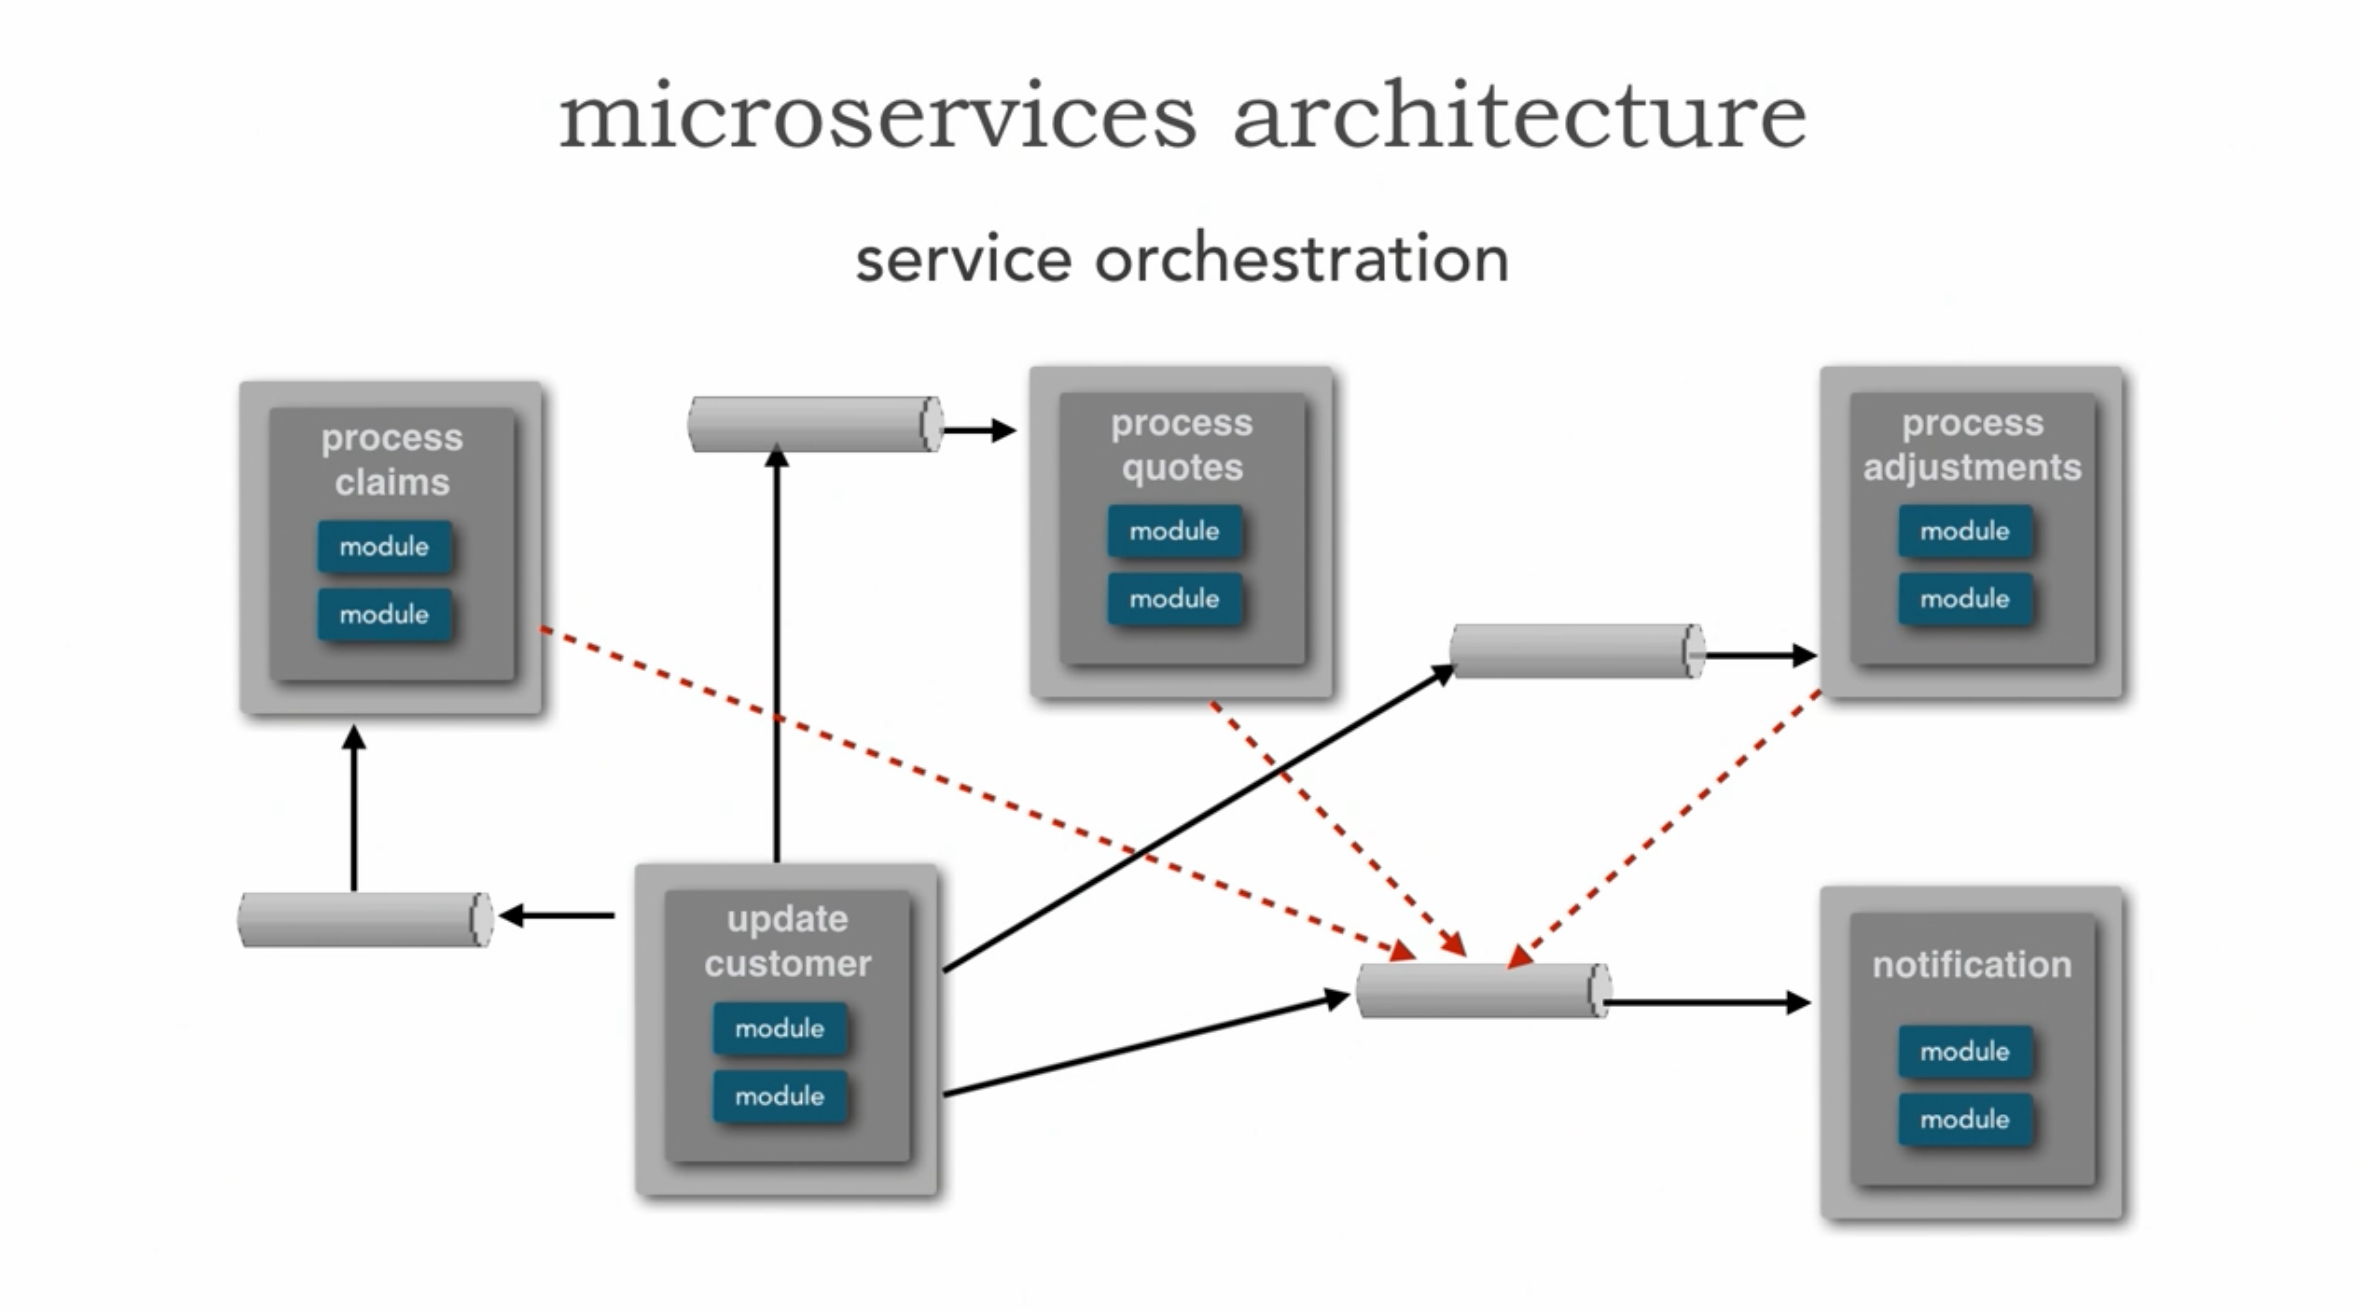 microservices architecture
service orchestration
process
claims
module
module
process
quotes
module
module
process
adjustments
module
module
update
customer
module
module
notification
module
module